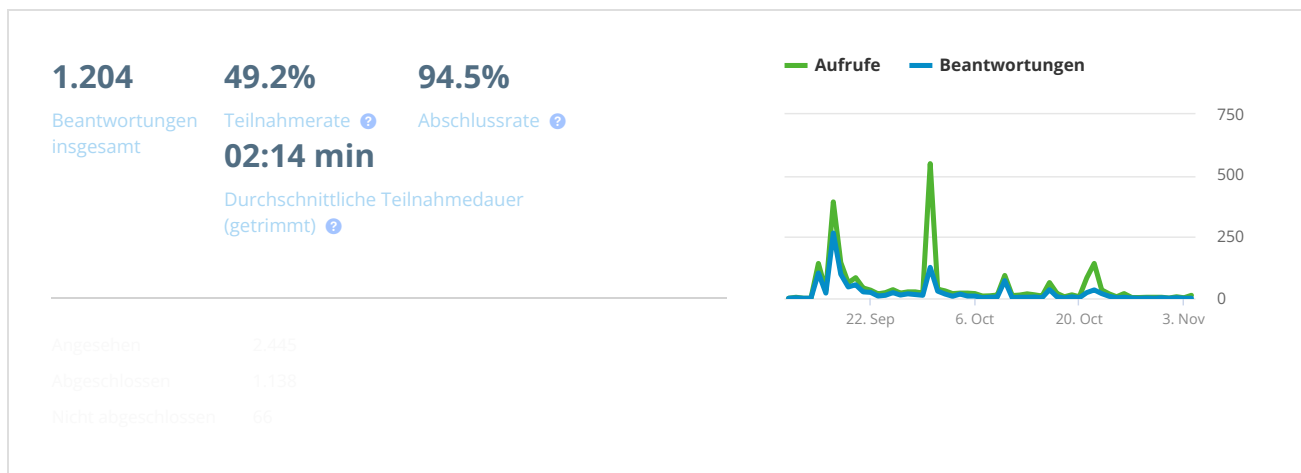 1.204
Beantwortungen
insgesamt
49.2%
Teilnahmerate ?
94.5%
Abschlussrate ?
02:14 min
Durchschnittliche Teilnahmedauer
(getrimmt) ?
Angesehen 2.445
Abgeschlossen 1.138
Nicht abgeschlossen 66
Aufrufe Beantwortungen
750
500
250
0
22. Sep 6. Oct 20. Oct 3. Nov